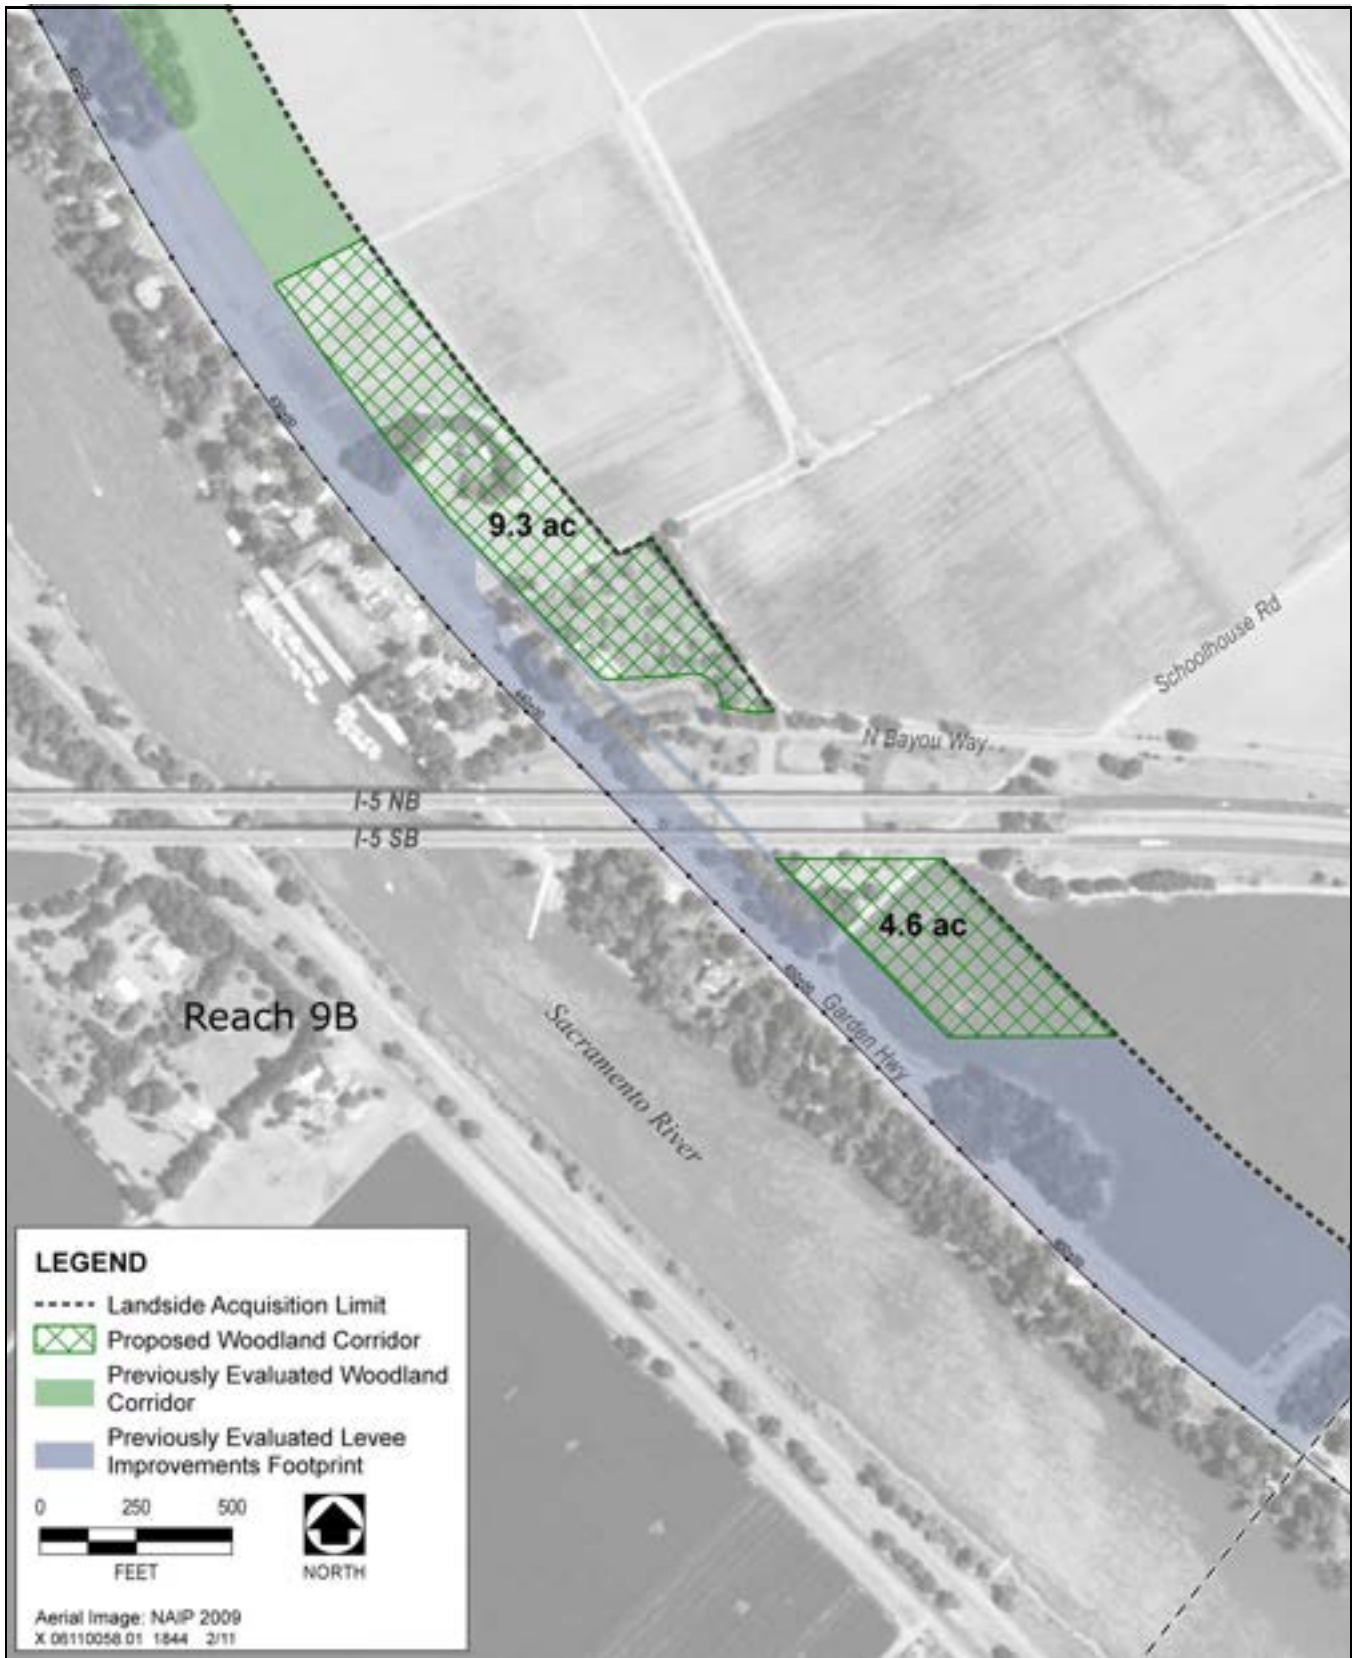 9.3 ac
Schoolhouse Rd
N Bayou Way
I-5 NB
I-5 SB
4.6 ac
Garden Hwy
Reach 9B
Sacramento River
LEGEND
Landside Acquisition Limit
Proposed Woodland Corridor
Previously Evaluated Woodland
Corridor
Previously Evaluated Levee
Improvements Footprint
0 250 500
FEET
NORTH
Aerial Image: NAIP 2009
X 06110058.01 1844 2/11